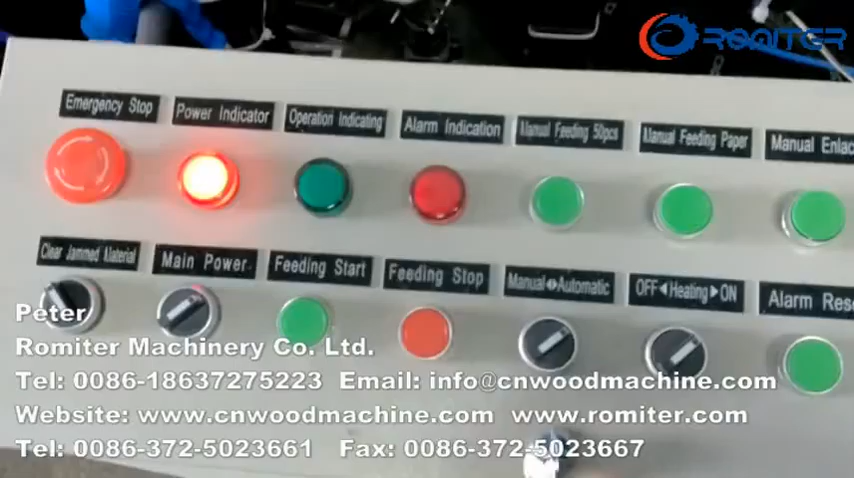 ROMITER
Emergency Stop
Power Indicator
Operation Indicating
Alarm Indication
Manual Feeding 50pcs
Manual Feeding Paper
Manual Enlac
Clear Jammed Material
Main Power
Feeding Start
Feeding Stop
Manual⇔Automatic
OFF◄Heating►ON
Alarm Rese
Peter
Romiter Machinery Co. Ltd.
Tel: 0086-18637275223 Email: info@cnwoodmachine.com
Website: www.cnwoodmachine.com www.romiter.com
Tel: 0086-372-5023661 Fax: 0086-372-5023667